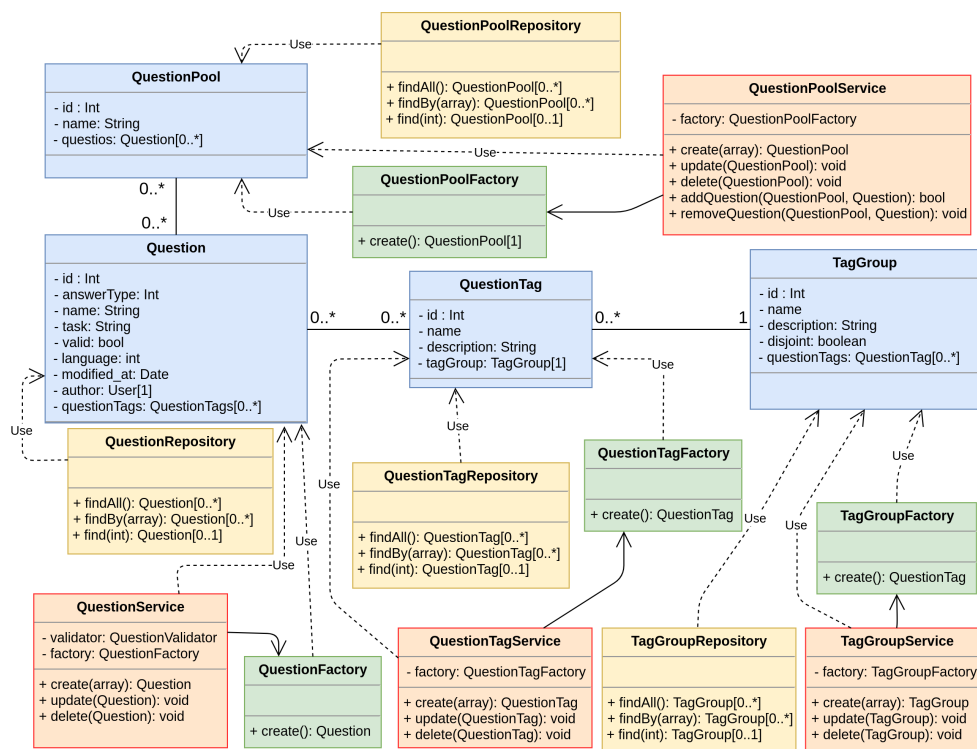 QuestionPoolRepository
+ findAll(): QuestionPool[0..*]
+ findBy(array): QuestionPool[0..*]
+ find(int): QuestionPool[0..1]
Use
QuestionPool
- id : Int
- name: String
- questios: Question[0..*]
QuestionPoolService
- factory: QuestionPoolFactory
+ create(array): QuestionPool
+ update(QuestionPool): void
+ delete(QuestionPool): void
+ addQuestion(QuestionPool, Question): bool
+ removeQuestion(QuestionPool, Question): void
Use
QuestionPoolFactory
+ create(): QuestionPool[1]
Use
0..*
0..*
Question
- id : Int
- answerType: Int
- name: String
- task: String
- valid: bool
- language: int
- modified_at: Date
- author: User[1]
- questionTags: QuestionTags[0..*]
0..*
0..*
QuestionTag
- id : Int
- name
- description: String
- tagGroup: TagGroup[1]
0..*
1
TagGroup
- id : Int
- name
- description: String
- disjoint: boolean
- questionTags: QuestionTag[0..*]
Use
Use
Use
QuestionRepository
+ findAll(): Question[0..*]
+ findBy(array): Question[0..*]
+ find(int): Question[0..1]
Use
QuestionTagRepository
+ findAll(): QuestionTag[0..*]
+ findBy(array): QuestionTag[0..*]
+ find(int): QuestionTag[0..1]
QuestionTagFactory
+ create(): QuestionTag
Use
Use
Use
TagGroupFactory
+ create(): QuestionTag
Use
Use
QuestionService
- validator: QuestionValidator
- factory: QuestionFactory
+ create(array): Question
+ update(Question): void
+ delete(Question): void
QuestionFactory
+ create(): Question
QuestionTagService
- factory: QuestionTagFactory
+ create(array): QuestionTag
+ update(QuestionTag): void
+ delete(QuestionTag): void
TagGroupRepository
+ findAll(): TagGroup[0..*]
+ findBy(array): TagGroup[0..*]
+ find(int): TagGroup[0..1]
TagGroupService
- factory: TagGroupFactory
+ create(array): TagGroup
+ update(TagGroup): void
+ delete(TagGroup): void